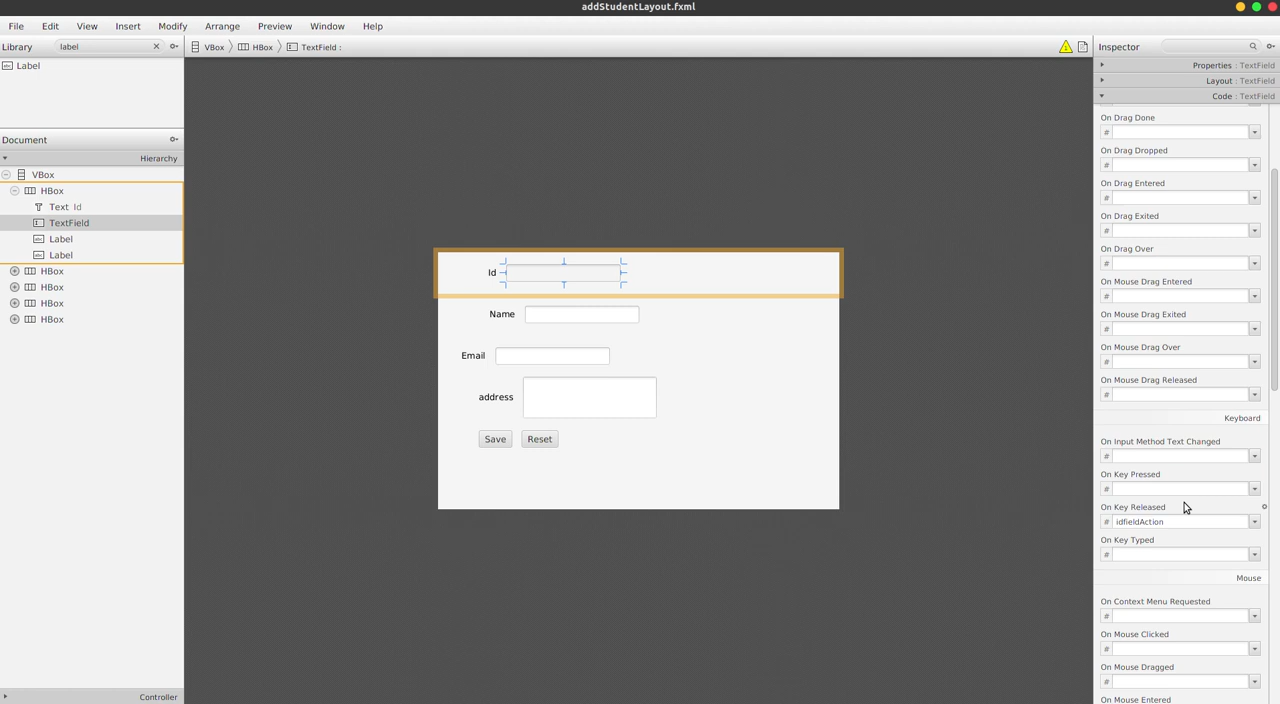 addStudentLayout.fxml
File Edit View Insert Modify Arrange Preview Window Help
Library label
VBox HBox TextField :
Inspector
Label
Properties : TextField
Layout : TextField
Code : TextField
Document
Hierarchy
VBox
HBox
Text Id
TextField
Label
Label
HBox
HBox
HBox
HBox
Controller
Id
Name
Email
address
Save Reset
On Drag Done
#
On Drag Dropped
#
On Drag Entered
#
On Drag Exited
#
On Drag Over
#
On Mouse Drag Entered
#
On Mouse Drag Exited
#
On Mouse Drag Over
#
On Mouse Drag Released
#
Keyboard
On Input Method Text Changed
#
On Key Pressed
#
On Key Released
# idfieldAction
On Key Typed
#
Mouse
On Context Menu Requested
#
On Mouse Clicked
#
On Mouse Dragged
#
On Mouse Entered